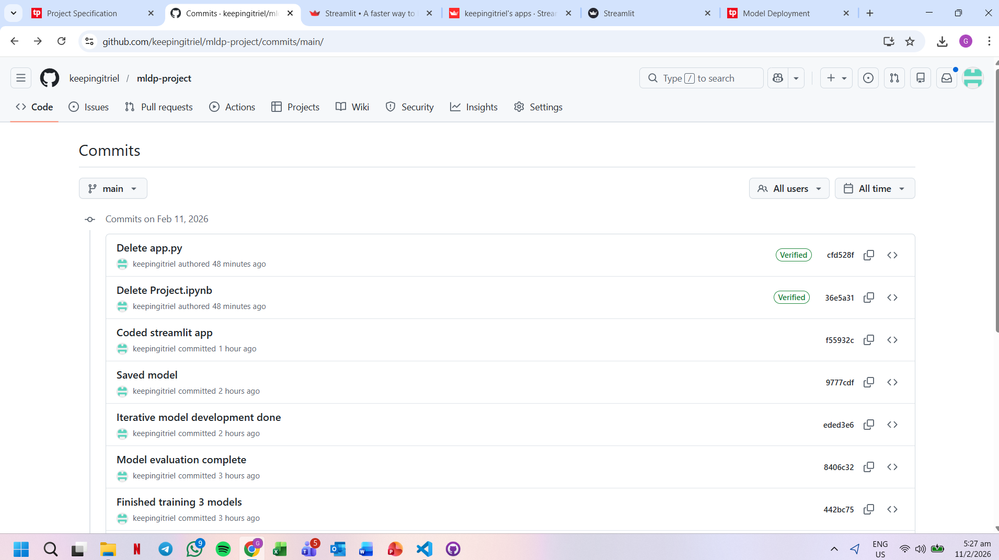 Project Specification
Commits · keepingitriel/ml
Streamlit • A faster way to
keepingitriel's apps · Strear
Streamlit
Model Deployment
github.com/keepingitriel/mldp-project/commits/main/
G
keepingitriel / mldp-project
Type / to search
Code
Issues
Pull requests
Actions
Projects
Wiki
Security
Insights
Settings
Commits
main
All users
All time
Commits on Feb 11, 2026
Delete app.py
keepingitriel authored 48 minutes ago
Verified
cfd528f
Delete Project.ipynb
keepingitriel authored 48 minutes ago
Verified
36e5a31
Coded streamlit app
keepingitriel committed 1 hour ago
f55932c
Saved model
keepingitriel committed 2 hours ago
9777cdf
Iterative model development done
keepingitriel committed 2 hours ago
eded3e6
Model evaluation complete
keepingitriel committed 3 hours ago
8406c32
Finished training 3 models
keepingitriel committed 3 hours ago
442bc75
9
G
5
ENG
US
5:27 am
11/2/2026